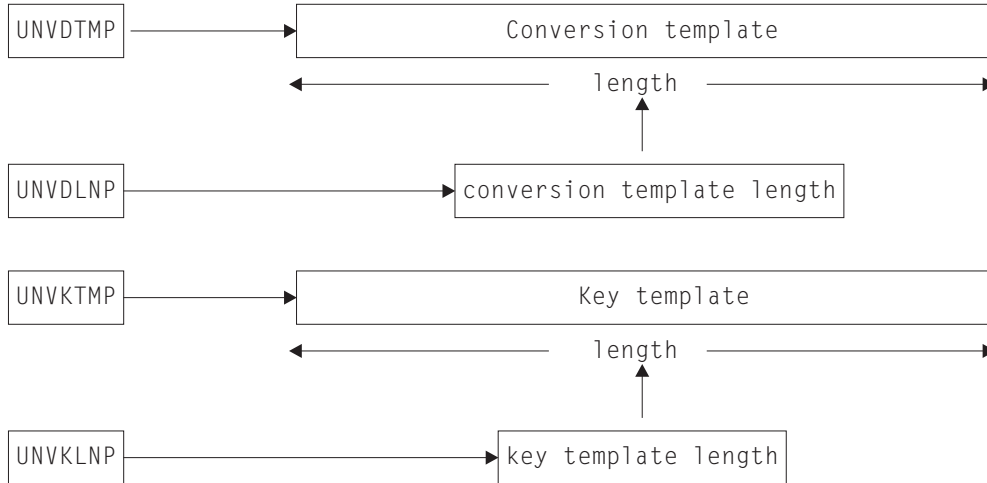 UNVDTMP Conversion template
length
UNVDLNP conversion template length
UNVKTMP Key template
length
UNVKLNP key template length